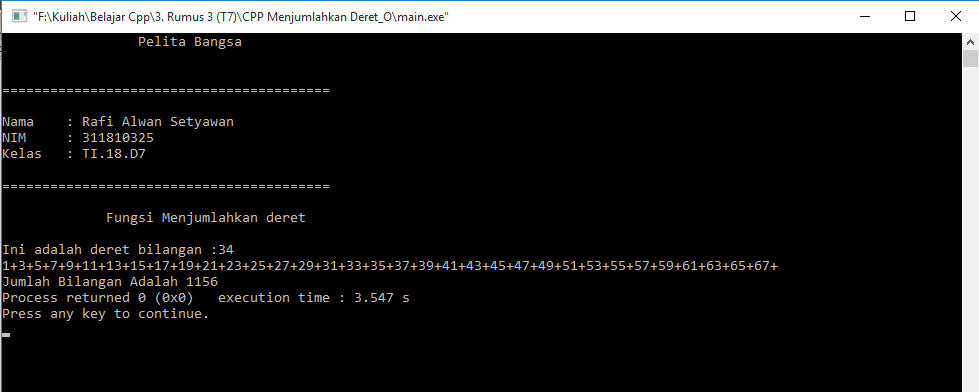 "F:\Kuliah\Belajar Cpp\3. Rumus 3 (T7)\CPP Menjumlahkan Deret_O\main.exe"
Pelita Bangsa
=========================================
Nama : Rafi Alwan Setyawan
NIM : 311810325
Kelas : TI.18.D7
=========================================
Fungsi Menjumlahkan deret
Ini adalah deret bilangan :34
1+3+5+7+9+11+13+15+17+19+21+23+25+27+29+31+33+35+37+39+41+43+45+47+49+51+53+55+57+59+61+63+65+67+
Jumlah Bilangan Adalah 1156
Process returned 0 (0x0) execution time : 3.547 s
Press any key to continue.